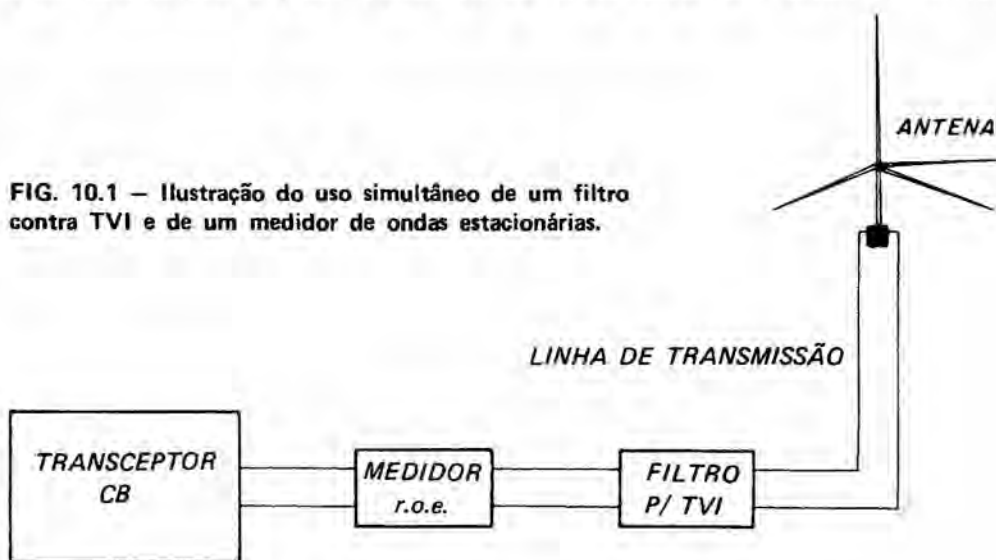 ANTENA
FIG. 10.1 — Ilustração do uso simultâneo de um filtro
contra TVI e de um medidor de ondas estacionárias.
LINHA DE TRANSMISSÃO
TRANSCEPTOR
CB
MEDIDOR
r.o.e.
FILTRO
P/ TVI